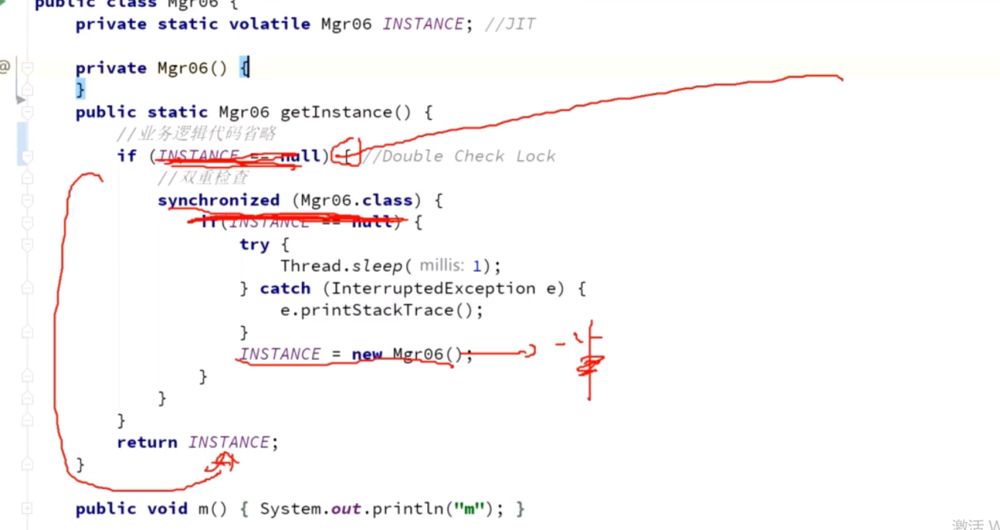 public class Mgr06 {
private static volatile Mgr06 INSTANCE; //JIT
@
private Mgr06() {
}
public static Mgr06 getInstance() {
//业务逻辑代码省略
if (INSTANCE == null) { //Double Check Lock
//双重检查
synchronized (Mgr06.class) {
if(INSTANCE == null) {
try {
Thread.sleep( millis: 1);
} catch (InterruptedException e) {
e.printStackTrace();
}
INSTANCE = new Mgr06();
}
}
}
return INSTANCE;
}
public void m() { System.out.println("m"); }
激活 W